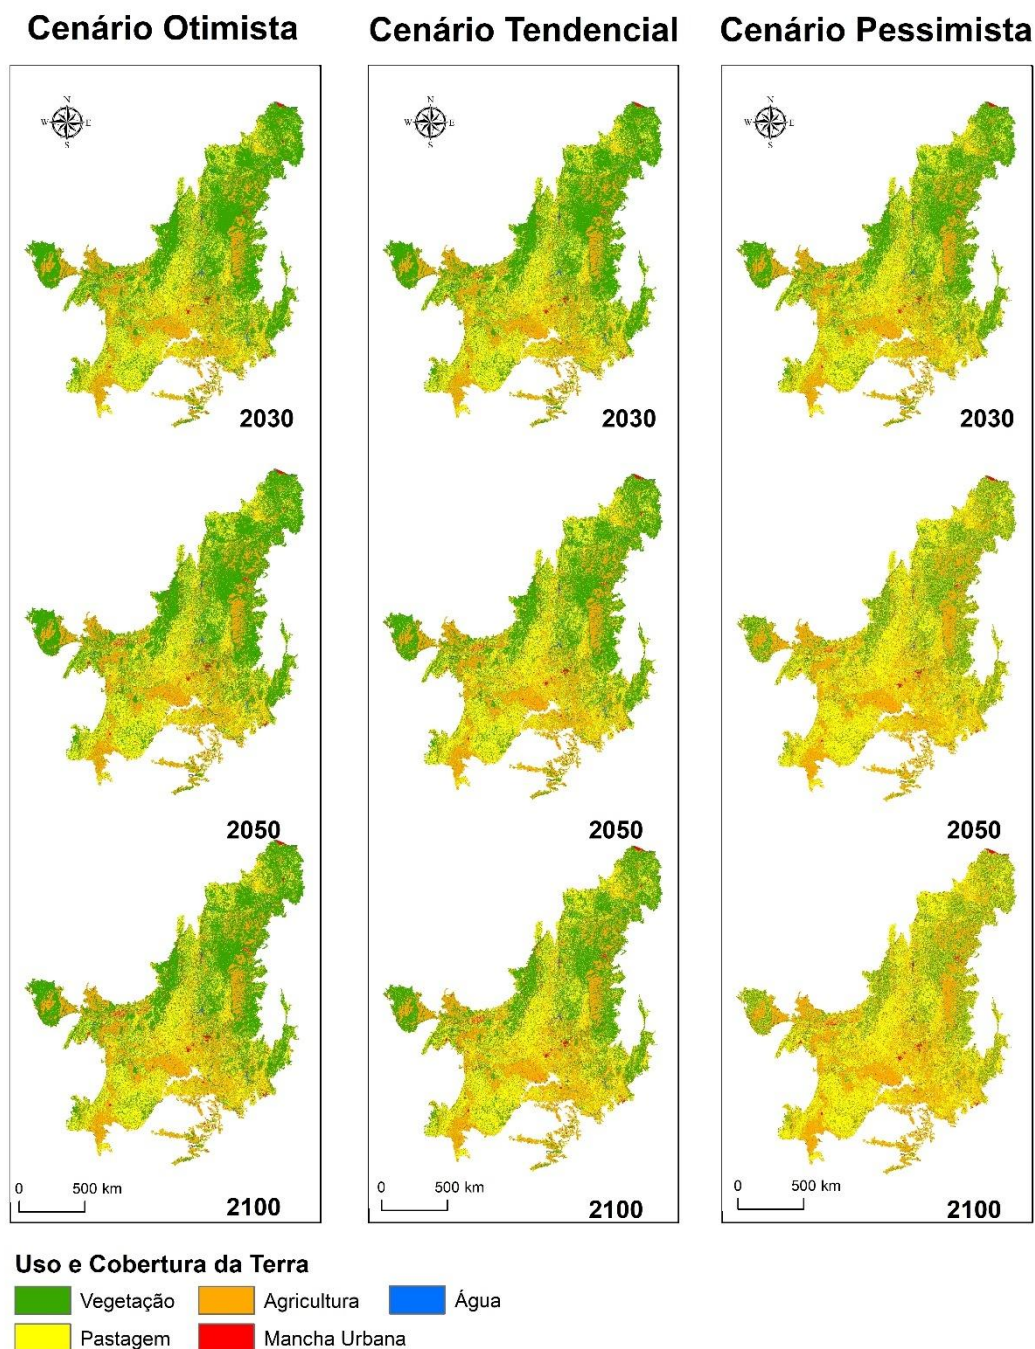 Cenário Otimista
Cenário Tendencial
Cenário Pessimista
N
W E
S
N
W E
S
N
W E
S
2030
2030
2030
2050
2050
2050
0 500 km
2100
0 500 km
2100
0 500 km
2100
Uso e Cobertura da Terra
Vegetação
Agricultura
Água
Pastagem
Mancha Urbana